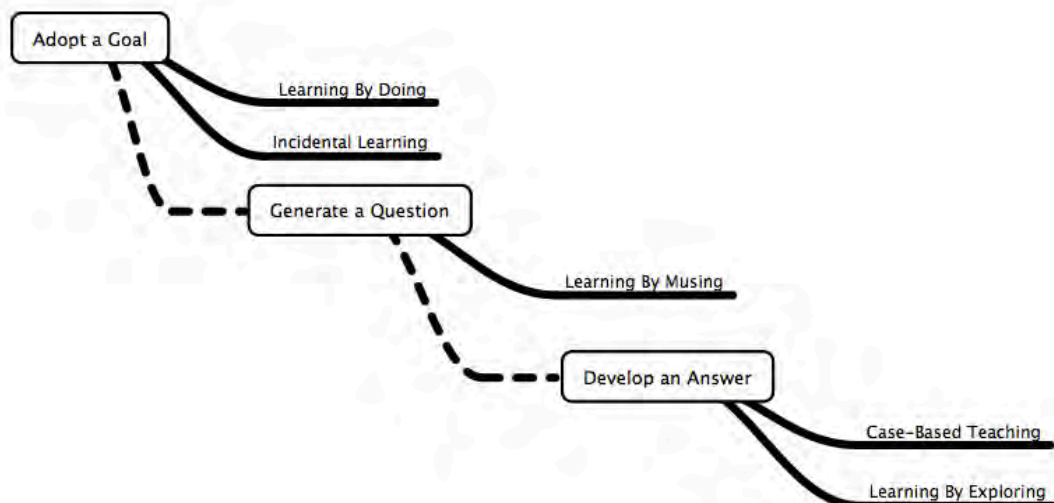 Adopt a Goal
Learning By Doing
Incidental Learning
Generate a Question
Learning By Musing
Develop an Answer
Case-Based Teaching
Learning By Exploring